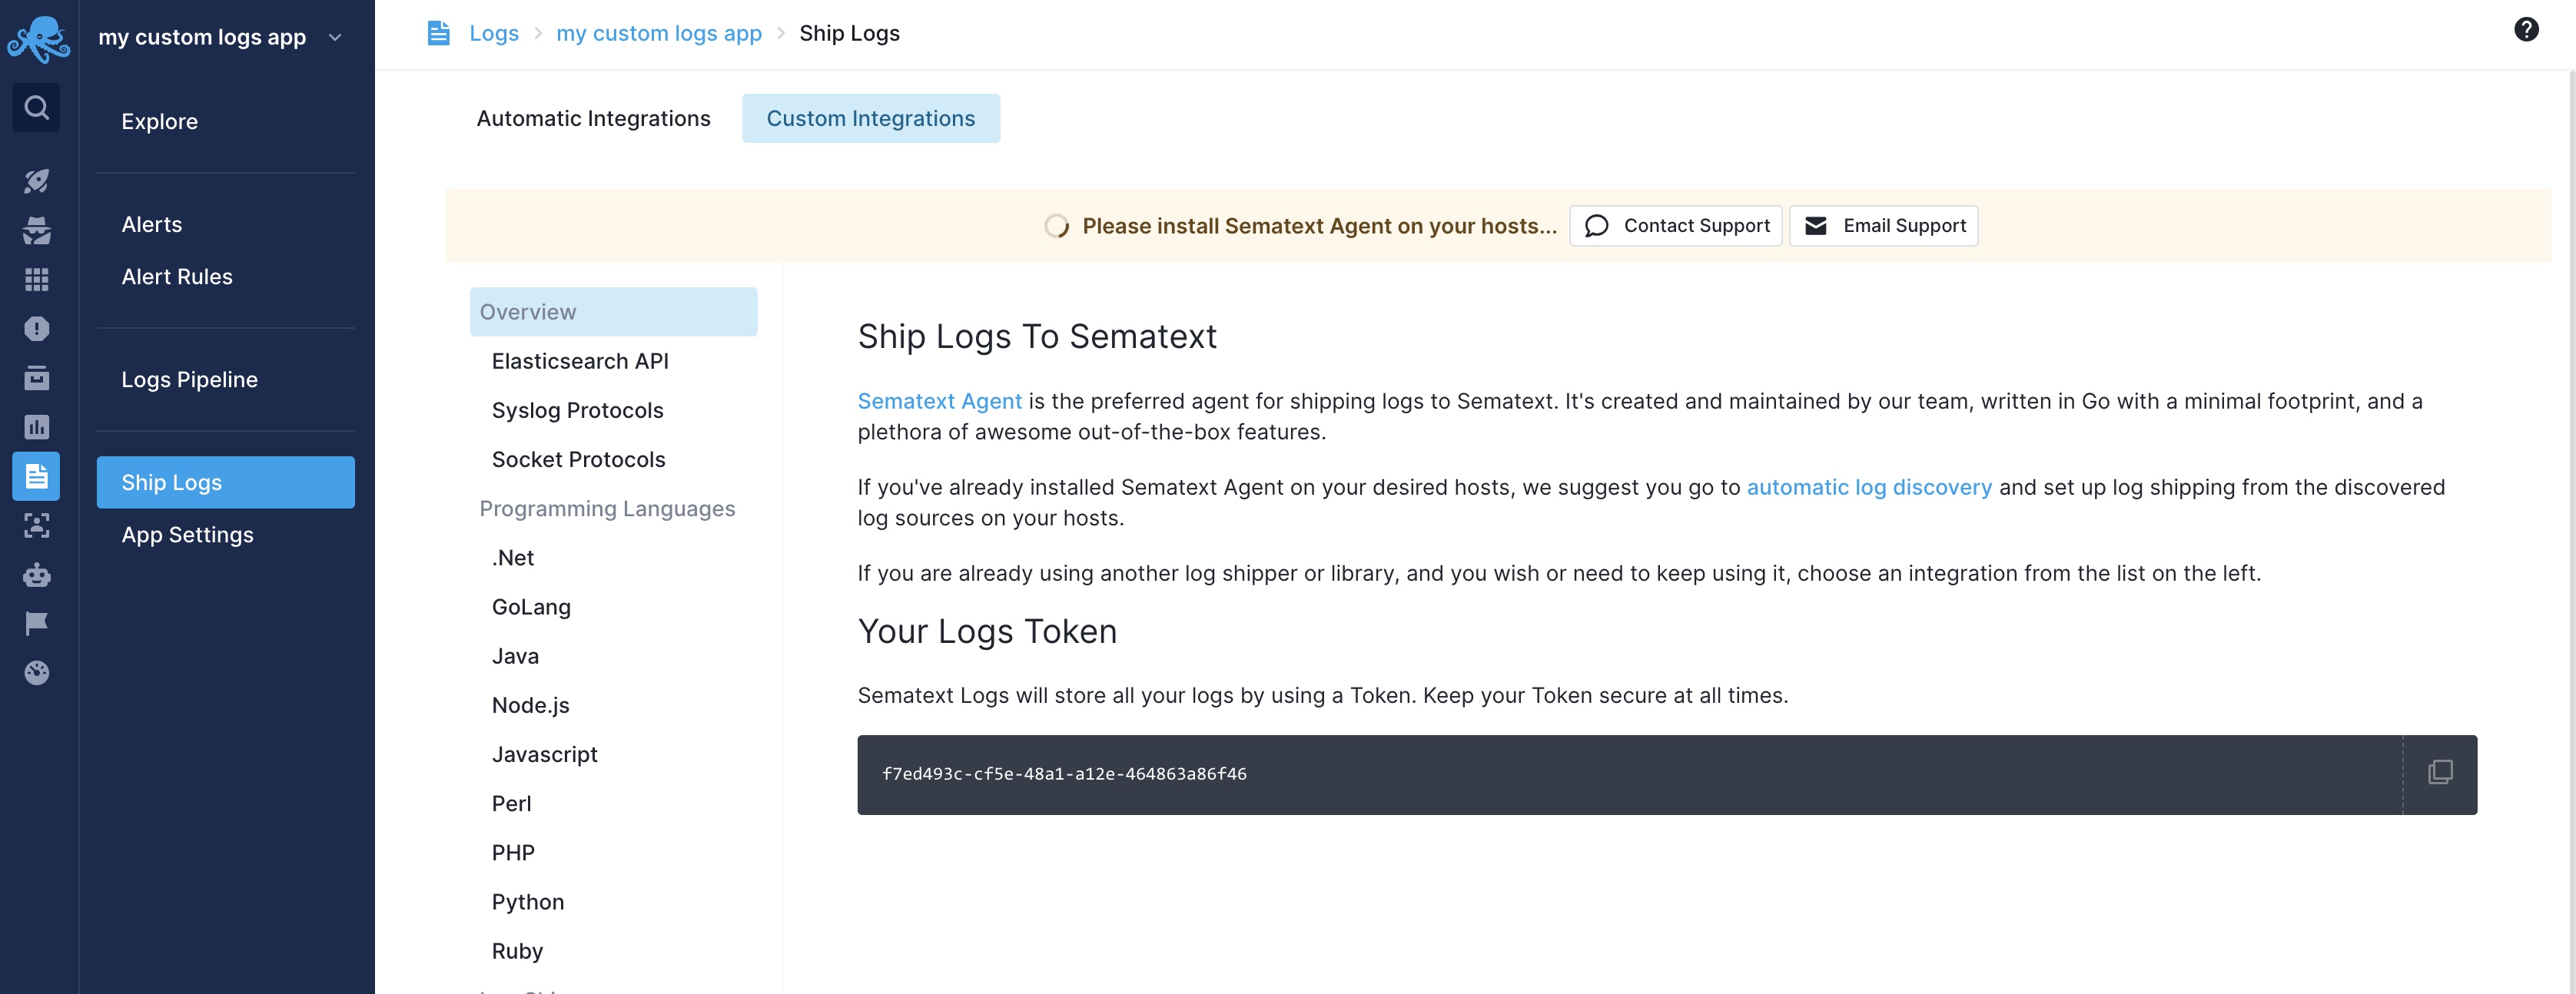 my custom logs app
Explore
Alerts
Alert Rules
Logs Pipeline
Ship Logs
App Settings
Logs > my custom logs app > Ship Logs
Automatic Integrations
Custom Integrations
Please install Sematext Agent on your hosts...
Contact Support
Email Support
Overview
Elasticsearch API
Syslog Protocols
Socket Protocols
Programming Languages
.Net
GoLang
Java
Node.js
Javascript
Perl
PHP
Python
Ruby
Ship Logs To Sematext
Sematext Agent is the preferred agent for shipping logs to Sematext. It's created and maintained by our team, written in Go with a minimal footprint, and a
plethora of awesome out-of-the-box features.
If you've already installed Sematext Agent on your desired hosts, we suggest you go to automatic log discovery and set up log shipping from the discovered
log sources on your hosts.
If you are already using another log shipper or library, and you wish or need to keep using it, choose an integration from the list on the left.
Your Logs Token
Sematext Logs will store all your logs by using a Token. Keep your Token secure at all times.
f7ed493c-cf5e-48a1-a12e-464863a86f46